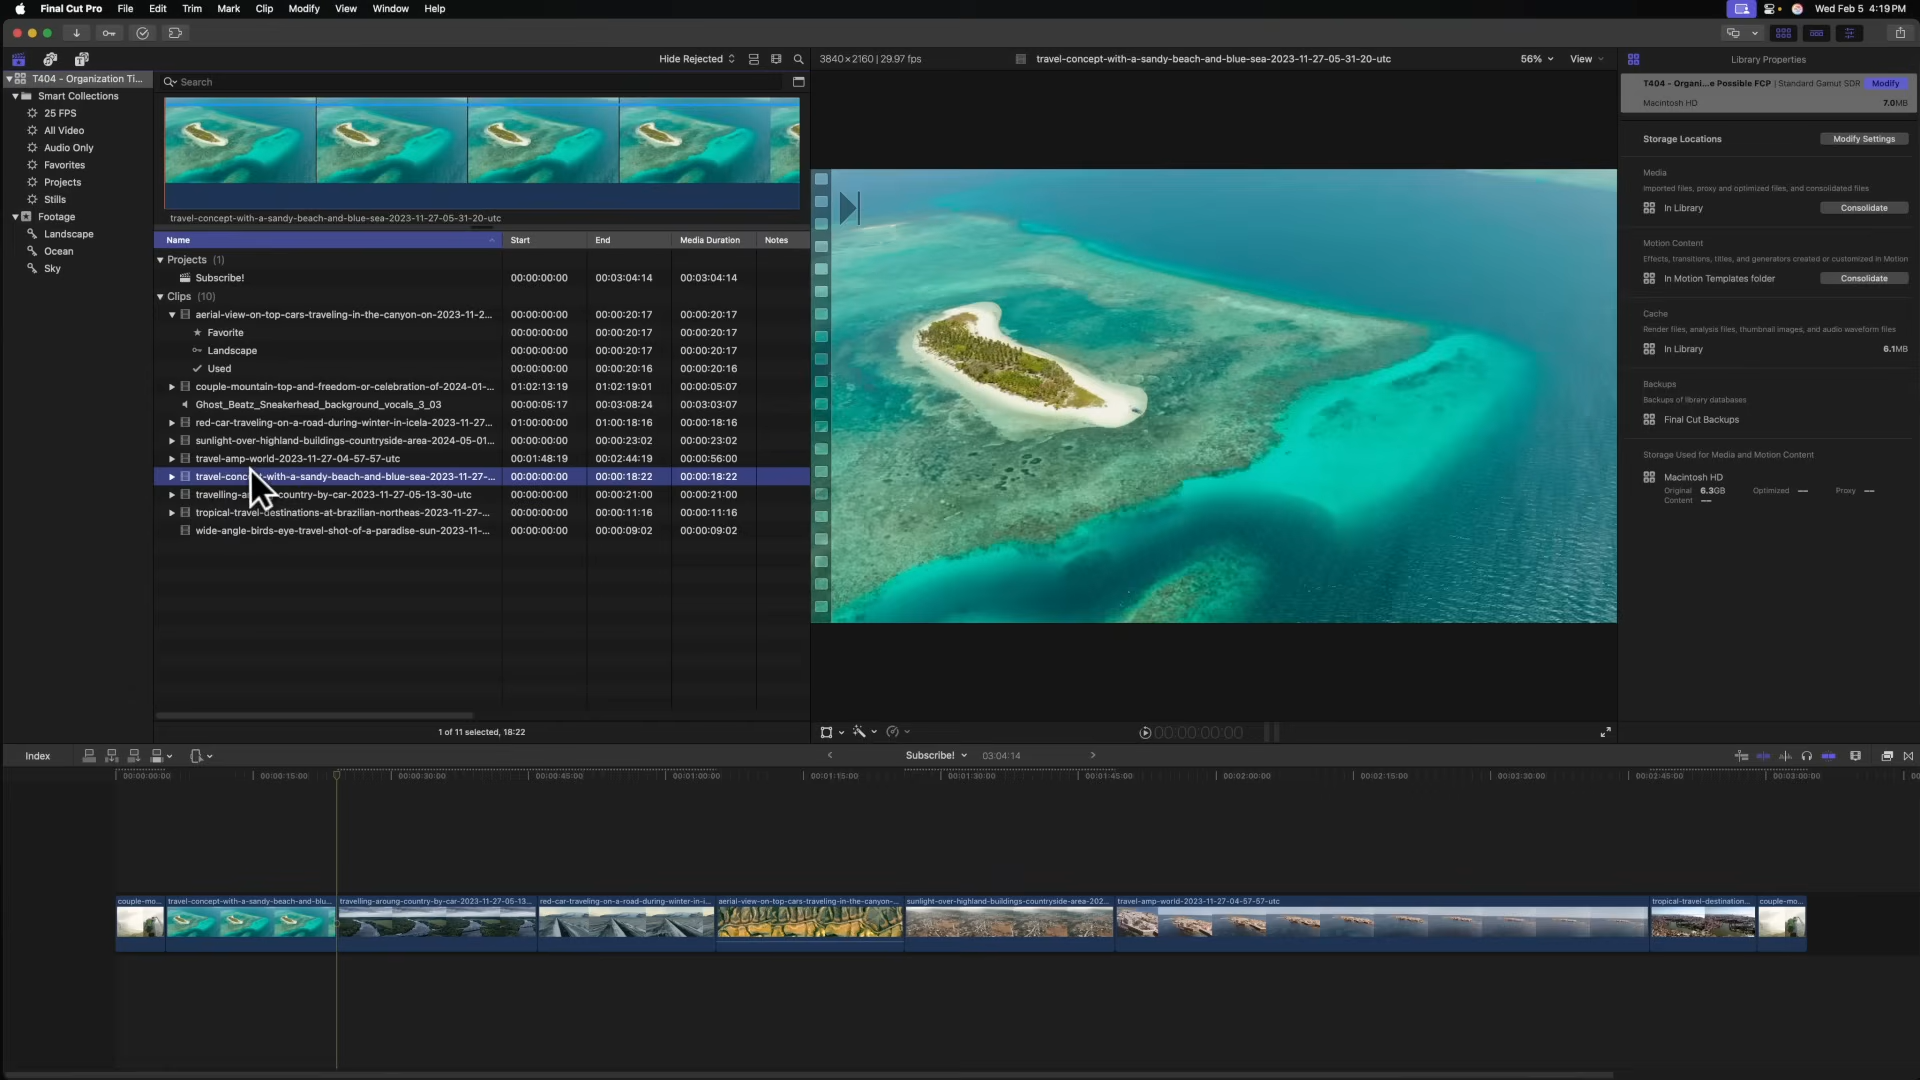 Final Cut Pro File Edit Trim Mark Clip Modify View Window Help Wed Feb 5 4:19 PM
Hide Rejected 3840×2160 | 29.97 fps travel-concept-with-a-sandy-beach-and-blue-sea-2023-11-27-05-31-20-utc 56% View Library Properties
T404 - Organization Ti...
Search
T404 - Organi...e Possible FCP | Standard Gamut SDR Modify
Macintosh HD 7.0MB
Smart Collections
25 FPS
All Video
Audio Only
Favorites
Projects
Stills
Footage
Landscape
Ocean
Sky
travel-concept-with-a-sandy-beach-and-blue-sea-2023-11-27-05-31-20-utc
Name Start End Media Duration Notes
Projects (1)
Subscribe! 00:00:00:00 00:03:04:14 00:03:04:14
Clips (10)
aerial-view-on-top-cars-traveling-in-the-canyon-on-2023-11-2... 00:00:00:00 00:00:20:17 00:00:20:17
Favorite 00:00:00:00 00:00:20:17 00:00:20:17
Landscape 00:00:00:00 00:00:20:17 00:00:20:17
Used 00:00:00:00 00:00:20:16 00:00:20:16
couple-mountain-top-and-freedom-or-celebration-of-2024-01-... 01:02:13:19 01:02:19:01 00:00:05:07
Ghost_Beatz_Sneakerhead_background_vocals_3_03 00:00:05:17 00:03:08:24 00:03:03:07
red-car-traveling-on-a-road-during-winter-in-icela-2023-11-27... 01:00:00:00 01:00:18:16 00:00:18:16
sunlight-over-highland-buildings-countryside-area-2024-05-01... 00:00:00:00 00:00:23:02 00:00:23:02
travel-amp-world-2023-11-27-04-57-57-utc 00:01:48:19 00:02:44:19 00:00:56:00
travel-concept-with-a-sandy-beach-and-blue-sea-2023-11-27-... 00:00:00:00 00:00:18:22 00:00:18:22
country-by-car-2023-11-27-05-13-30-utc 00:00:00:00 00:00:21:00 00:00:21:00
tropical-travel-destinations-at-brazilian-northeas-2023-11-27-... 00:00:00:00 00:00:11:16 00:00:11:16
wide-angle-birds-eye-travel-shot-of-a-paradise-sun-2023-11-... 00:00:00:00 00:00:09:02 00:00:09:02
1 of 11 selected, 18:22
00:00:00:00
Storage Locations Modify Settings
Media
Imported files, proxy and optimized files, and consolidated files
In Library Consolidate
Motion Content
Effects, transitions, titles, and generators created or customized in Motion
In Motion Templates folder Consolidate
Cache
Render files, analysis files, thumbnail images, and audio waveform files
In Library 6.1MB
Backups
Backups of library databases
Final Cut Backups
Storage Used for Media and Motion Content
Macintosh HD
Original 6.3GB Optimized — Proxy —
Content —
Index Subscribe! 03:04:14
00:00:00:00 00:00:15:00 00:00:30:00 00:00:45:00 00:01:00:00 00:01:15:00 00:01:30:00 00:01:45:00 00:02:00:00 00:02:15:00 00:02:30:00 00:02:45:00 00:03:00:00 00
couple-mo... travel-concept-with-a-sandy-beach-and-blu... travelling-aroung-country-by-car-2023-11-27-05-13... red-car-traveling-on-a-road-during-winter-in-i... aerial-view-on-top-cars-traveling-in-the-canyon-... sunlight-over-highland-buildings-countryside-area-202... travel-amp-world-2023-11-27-04-57-57-utc tropical-travel-destination... couple-mo...